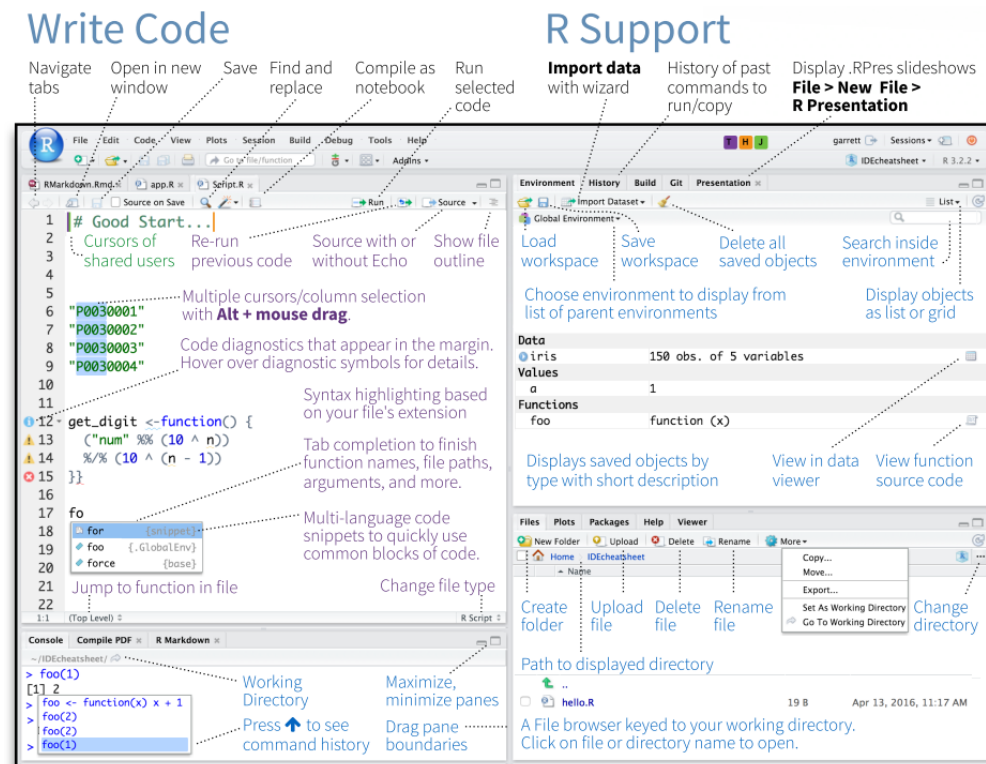 Write Code
R Support
Navigate tabs
Open in new window
Save
Find and replace
Compile as notebook
Run selected code
Import data with wizard
History of past commands to run/copy
Display .RPres slideshows
File > New File >
R Presentation
R
File Edit Code View Plots Session Build Debug Tools Help
T H J
garrett
Sessions
Go to file/function
Addins
IDEcheatsheet
R 3.2.2
RMarkdown.Rmd
app.R
Script.R
Source on Save
Run
Source
1 # Good Start...
2
3
4
5
6 "P0030001"
7 "P0030002"
8 "P0030003"
9 "P0030004"
10
11
12 get_digit <-function() {
13 ("num" %% (10 ^ n))
14 %/% (10 ^ (n - 1))
15 }}
16
17 fo
18
19
20
21
22
for {snippet}
foo {.GlobalEnv}
force {base}
Cursors of shared users
Re-run previous code
Source with or without Echo
Show file outline
Multiple cursors/column selection
with Alt + mouse drag.
Code diagnostics that appear in the margin.
Hover over diagnostic symbols for details.
Syntax highlighting based
on your file's extension
Tab completion to finish
function names, file paths,
arguments, and more.
Multi-language code
snippets to quickly use
common blocks of code.
Jump to function in file
Change file type
1:1 (Top Level)
R Script
Console Compile PDF R Markdown
~/IDEcheatsheet/
> foo(1)
[1] 2
>
>
>
foo <- function(x) x + 1
foo(2)
foo(2)
foo(1)
Working Directory
Press to see
command history
Maximize,
minimize panes
Drag pane
boundaries
Environment History Build Git Presentation
Import Dataset
List
Global Environment
Load workspace
Save workspace
Delete all saved objects
Search inside environment
Choose environment to display from
list of parent environments
Display objects
as list or grid
Data
iris 150 obs. of 5 variables
Values
a 1
Functions
foo function (x)
Displays saved objects by
type with short description
View in data viewer
View function source code
Files Plots Packages Help Viewer
New Folder Upload Delete Rename More
Home IDEcheatsheet
Name
Copy...
Move...
Export...
Set As Working Directory
Go To Working Directory
...
Create folder
Upload file
Delete file
Rename file
Change directory
Path to displayed directory
..
hello.R 19 B Apr 13, 2016, 11:17 AM
A File browser keyed to your working directory.
Click on file or directory name to open.